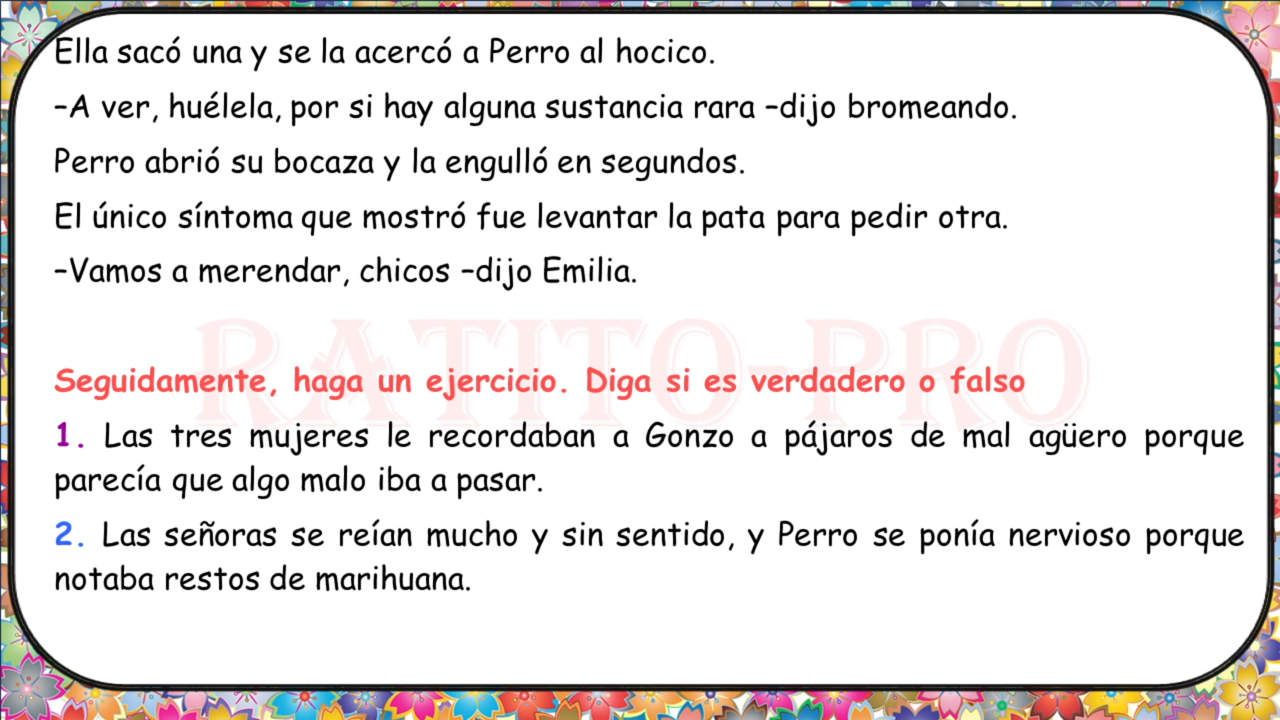 Ella sacó una y se la acercó a Perro al hocico.
–A ver, huélela, por si hay alguna sustancia rara –dijo bromeando.
Perro abrió su bocaza y la engulló en segundos.
El único síntoma que mostró fue levantar la pata para pedir otra.
–Vamos a merendar, chicos –dijo Emilia.
RATITO-PRO
Seguidamente, haga un ejercicio. Diga si es verdadero o falso
1. Las tres mujeres le recordaban a Gonzo a pájaros de mal agüero porque
parecía que algo malo iba a pasar.
2. Las señoras se reían mucho y sin sentido, y Perro se ponía nervioso porque
notaba restos de marihuana.